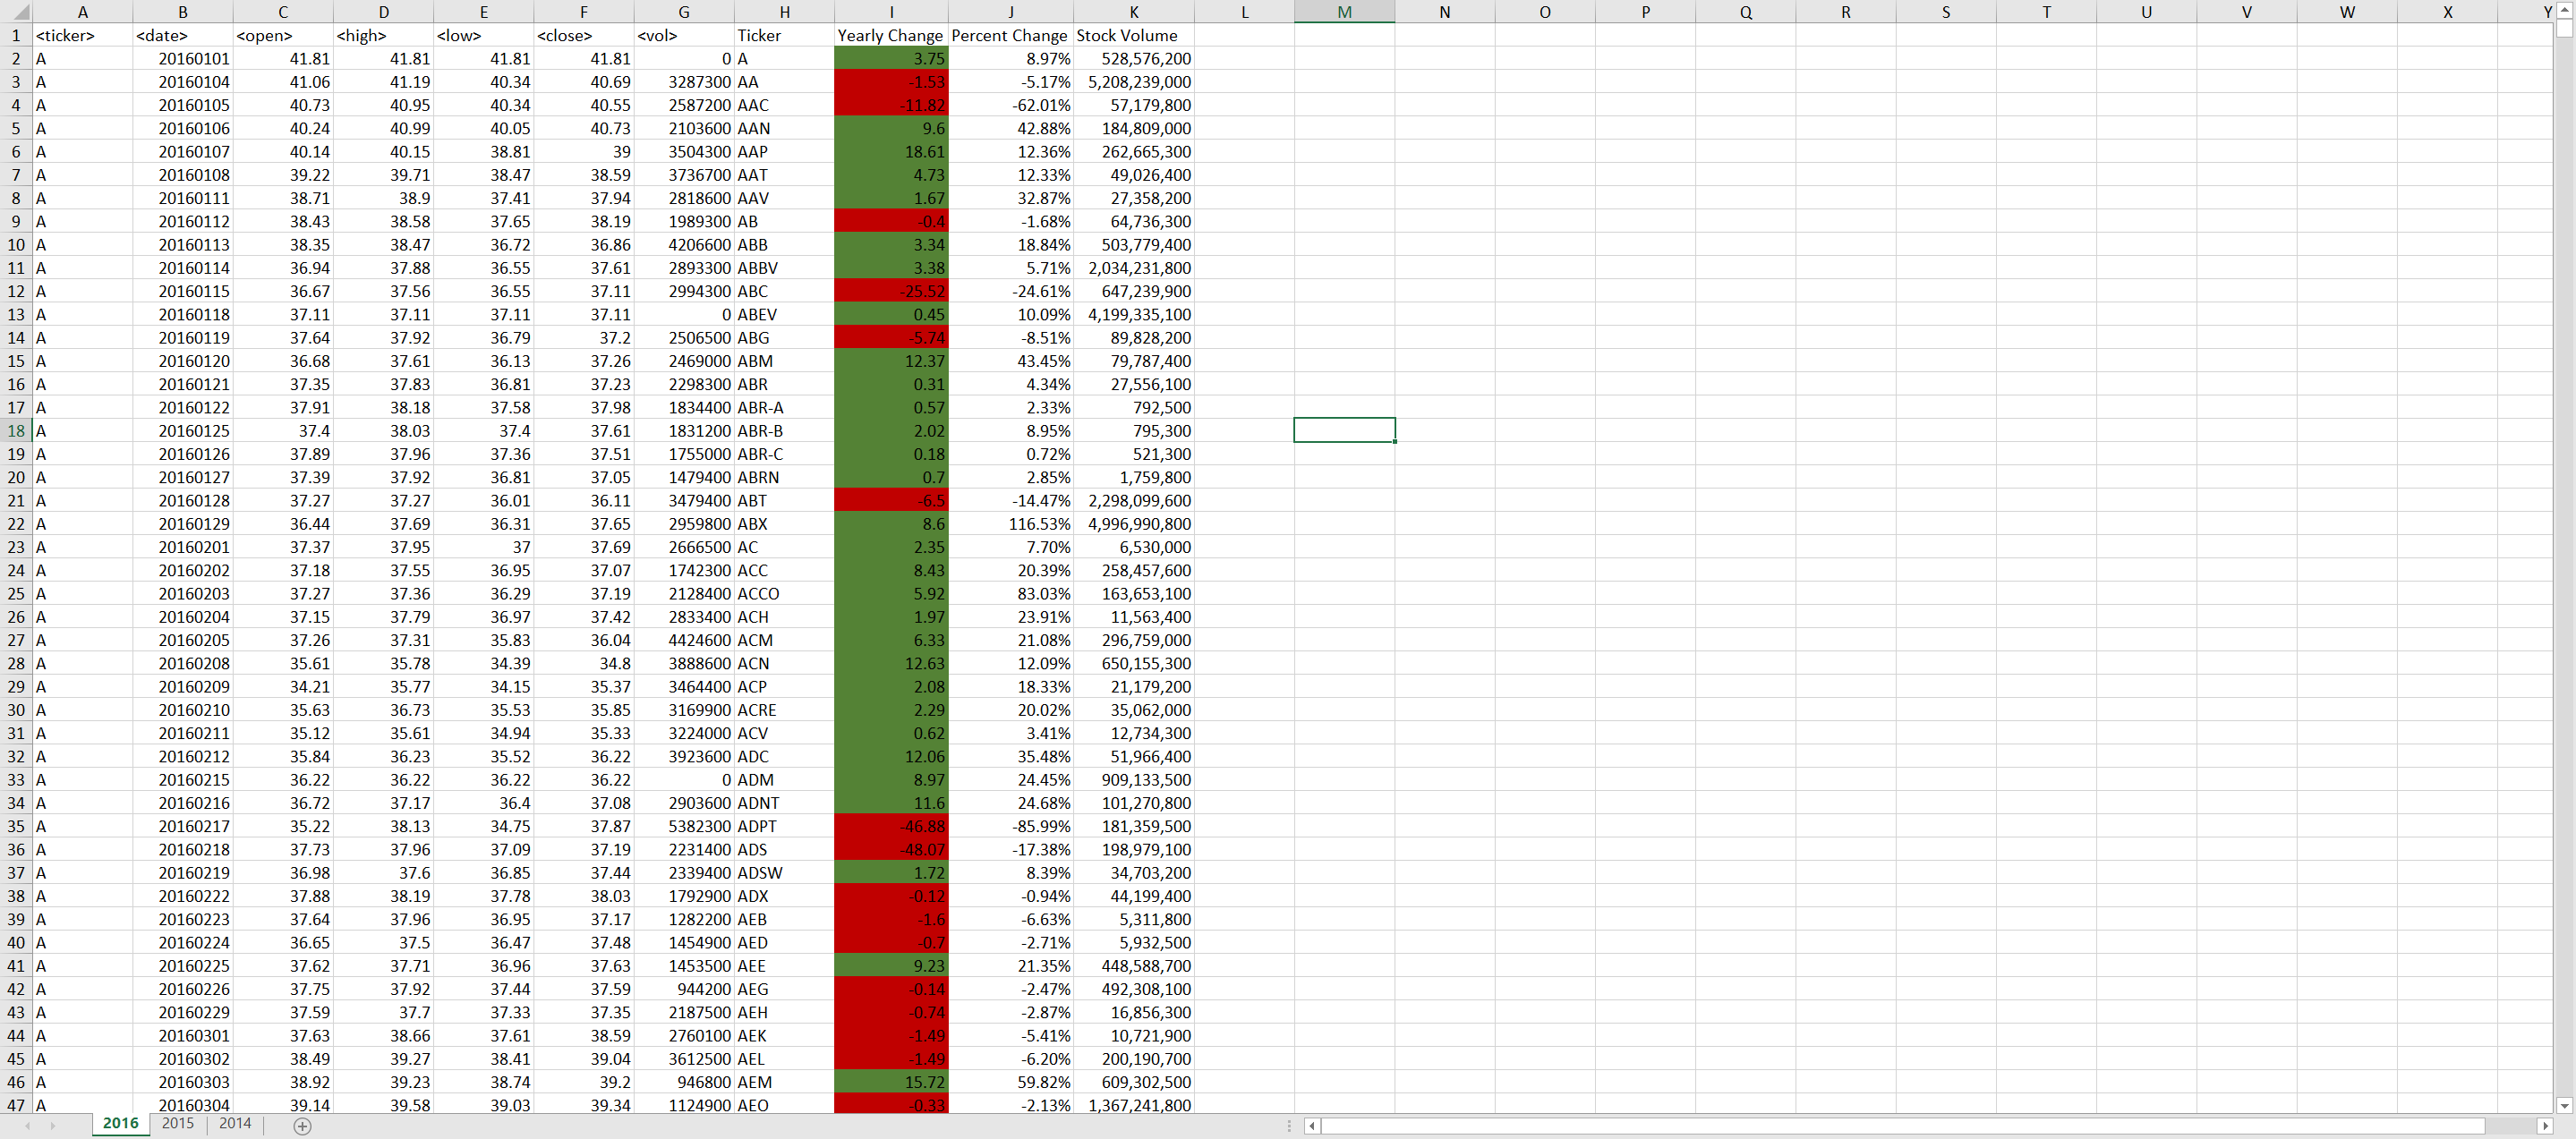 A B C D E F G H I J K L M N O P Q R S T U V W X Y
1 <ticker> <date> <open> <high> <low> <close> <vol> Ticker Yearly Change Percent Change Stock Volume
2 A 20160101 41.81 41.81 41.81 41.81 0 A 3.75 8.97% 528,576,200
3 A 20160104 41.06 41.19 40.34 40.69 3287300 AA -1.53 -5.17% 5,208,239,000
4 A 20160105 40.73 40.95 40.34 40.55 2587200 AAC -11.82 -62.01% 57,179,800
5 A 20160106 40.24 40.99 40.05 40.73 2103600 AAN 9.6 42.88% 184,809,000
6 A 20160107 40.14 40.15 38.81 39 3504300 AAP 18.61 12.36% 262,665,300
7 A 20160108 39.22 39.71 38.47 38.59 3736700 AAT 4.73 12.33% 49,026,400
8 A 20160111 38.71 38.9 37.41 37.94 2818600 AAV 1.67 32.87% 27,358,200
9 A 20160112 38.43 38.58 37.65 38.19 1989300 AB -0.4 -1.68% 64,736,300
10 A 20160113 38.35 38.47 36.72 36.86 4206600 ABB 3.34 18.84% 503,779,400
11 A 20160114 36.94 37.88 36.55 37.61 2893300 ABBV 3.38 5.71% 2,034,231,800
12 A 20160115 36.67 37.56 36.55 37.11 2994300 ABC -25.52 -24.61% 647,239,900
13 A 20160118 37.11 37.11 37.11 37.11 0 ABEV 0.45 10.09% 4,199,335,100
14 A 20160119 37.64 37.92 36.79 37.2 2506500 ABG -5.74 -8.51% 89,828,200
15 A 20160120 36.68 37.61 36.13 37.26 2469000 ABM 12.37 43.45% 79,787,400
16 A 20160121 37.35 37.83 36.81 37.23 2298300 ABR 0.31 4.34% 27,556,100
17 A 20160122 37.91 38.18 37.58 37.98 1834400 ABR-A 0.57 2.33% 792,500
18 A 20160125 37.4 38.03 37.4 37.61 1831200 ABR-B 2.02 8.95% 795,300
19 A 20160126 37.89 37.96 37.36 37.51 1755000 ABR-C 0.18 0.72% 521,300
20 A 20160127 37.39 37.92 36.81 37.05 1479400 ABRN 0.7 2.85% 1,759,800
21 A 20160128 37.27 37.27 36.01 36.11 3479400 ABT -6.5 -14.47% 2,298,099,600
22 A 20160129 36.44 37.69 36.31 37.65 2959800 ABX 8.6 116.53% 4,996,990,800
23 A 20160201 37.37 37.95 37 37.69 2666500 AC 2.35 7.70% 6,530,000
24 A 20160202 37.18 37.55 36.95 37.07 1742300 ACC 8.43 20.39% 258,457,600
25 A 20160203 37.27 37.36 36.29 37.19 2128400 ACCO 5.92 83.03% 163,653,100
26 A 20160204 37.15 37.79 36.97 37.42 2833400 ACH 1.97 23.91% 11,563,400
27 A 20160205 37.26 37.31 35.83 36.04 4424600 ACM 6.33 21.08% 296,759,000
28 A 20160208 35.61 35.78 34.39 34.8 3888600 ACN 12.63 12.09% 650,155,300
29 A 20160209 34.21 35.77 34.15 35.37 3464400 ACP 2.08 18.33% 21,179,200
30 A 20160210 35.63 36.73 35.53 35.85 3169900 ACRE 2.29 20.02% 35,062,000
31 A 20160211 35.12 35.61 34.94 35.33 3224000 ACV 0.62 3.41% 12,734,300
32 A 20160212 35.84 36.23 35.52 36.22 3923600 ADC 12.06 35.48% 51,966,400
33 A 20160215 36.22 36.22 36.22 36.22 0 ADM 8.97 24.45% 909,133,500
34 A 20160216 36.72 37.17 36.4 37.08 2903600 ADNT 11.6 24.68% 101,270,800
35 A 20160217 35.22 38.13 34.75 37.87 5382300 ADPT -46.88 -85.99% 181,359,500
36 A 20160218 37.73 37.96 37.09 37.19 2231400 ADS -48.07 -17.38% 198,979,100
37 A 20160219 36.98 37.6 36.85 37.44 2339400 ADSW 1.72 8.39% 34,703,200
38 A 20160222 37.88 38.19 37.78 38.03 1792900 ADX -0.12 -0.94% 44,199,400
39 A 20160223 37.64 37.96 36.95 37.17 1282200 AEB -1.6 -6.63% 5,311,800
40 A 20160224 36.65 37.5 36.47 37.48 1454900 AED -0.7 -2.71% 5,932,500
41 A 20160225 37.62 37.71 36.96 37.63 1453500 AEE 9.23 21.35% 448,588,700
42 A 20160226 37.75 37.92 37.44 37.59 944200 AEG -0.14 -2.47% 492,308,100
43 A 20160229 37.59 37.7 37.33 37.35 2187500 AEH -0.74 -2.87% 16,856,300
44 A 20160301 37.63 38.66 37.61 38.59 2760100 AEK -1.49 -5.41% 10,721,900
45 A 20160302 38.49 39.27 38.41 39.04 3612500 AEL -1.49 -6.20% 200,190,700
46 A 20160303 38.92 39.23 38.74 39.2 946800 AEM 15.72 59.82% 609,302,500
47 A 20160304 39.14 39.58 39.03 39.34 1124900 AEO -0.33 -2.13% 1,367,241,800
2016 2015 2014